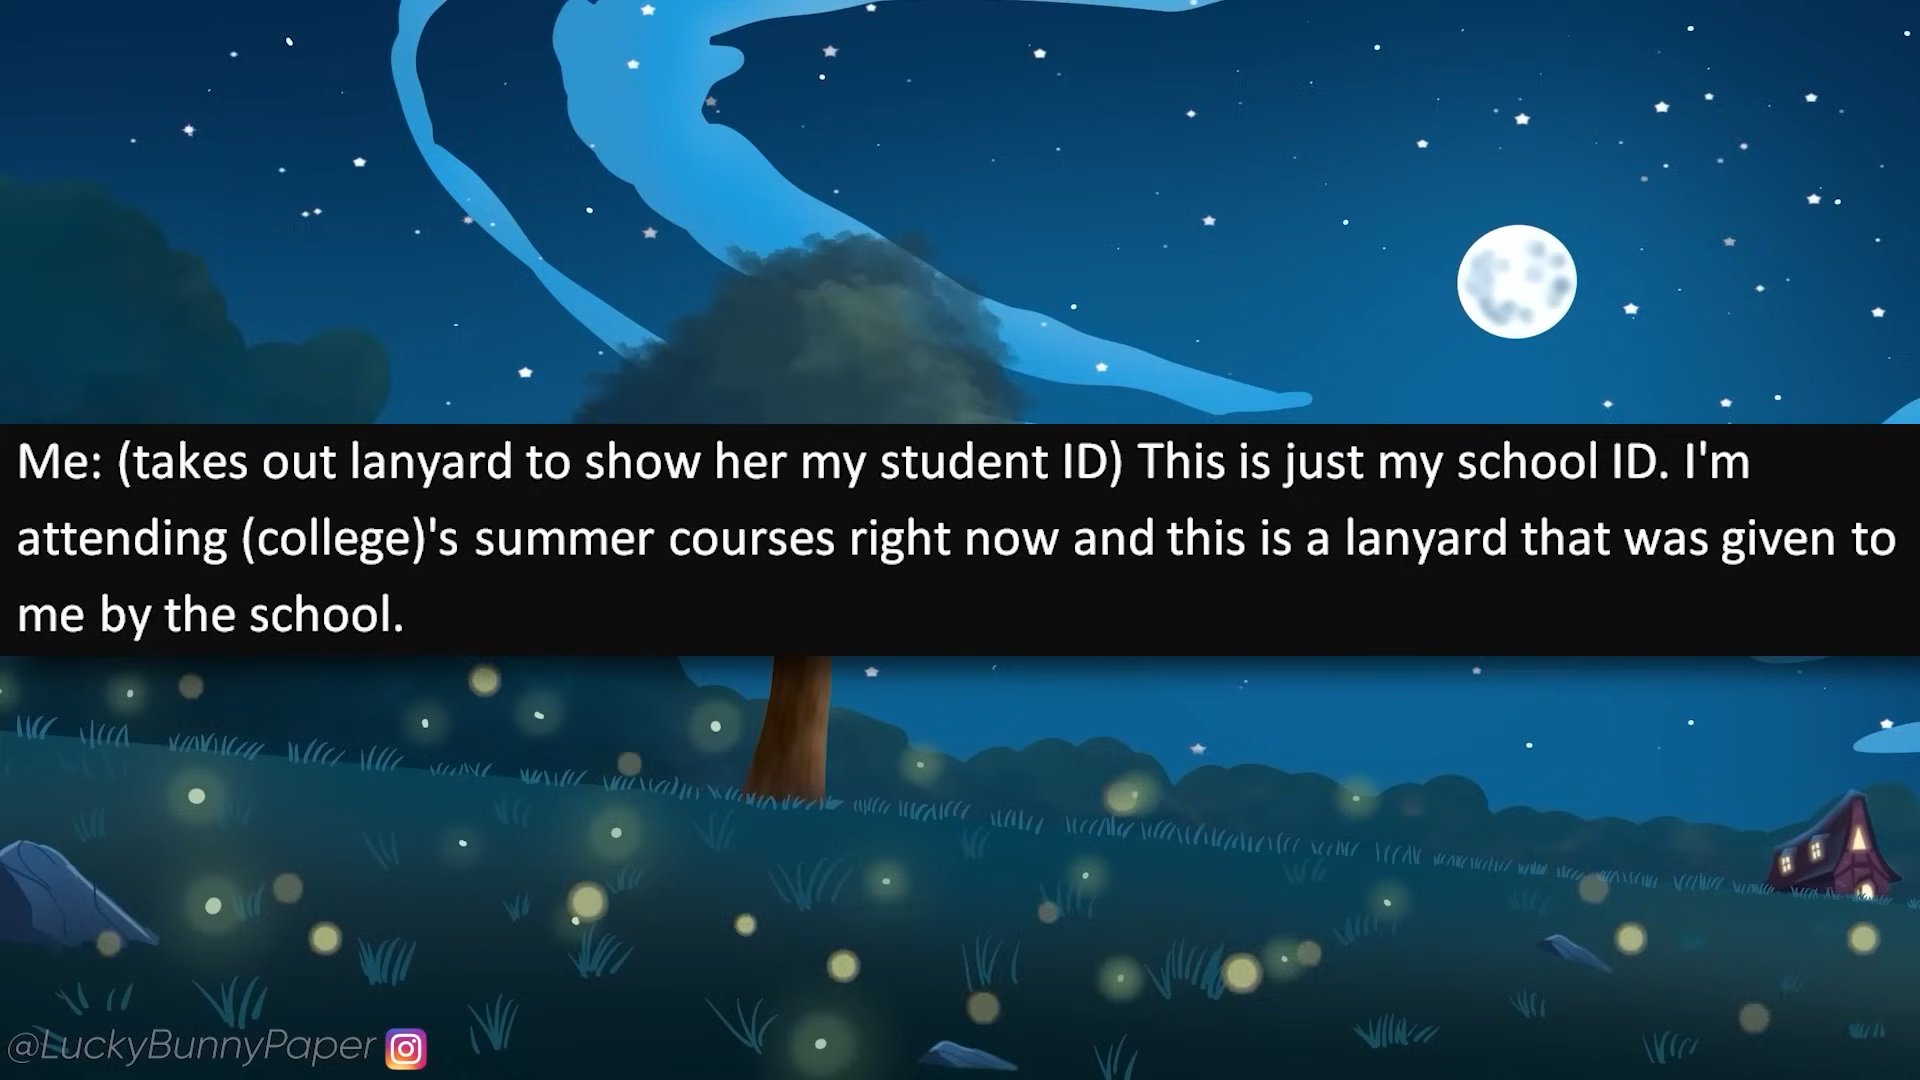 Me: (takes out lanyard to show her my student ID) This is just my school ID. I'm
attending (college)'s summer courses right now and this is a lanyard that was given to
me by the school.
@LuckyBunnyPaper